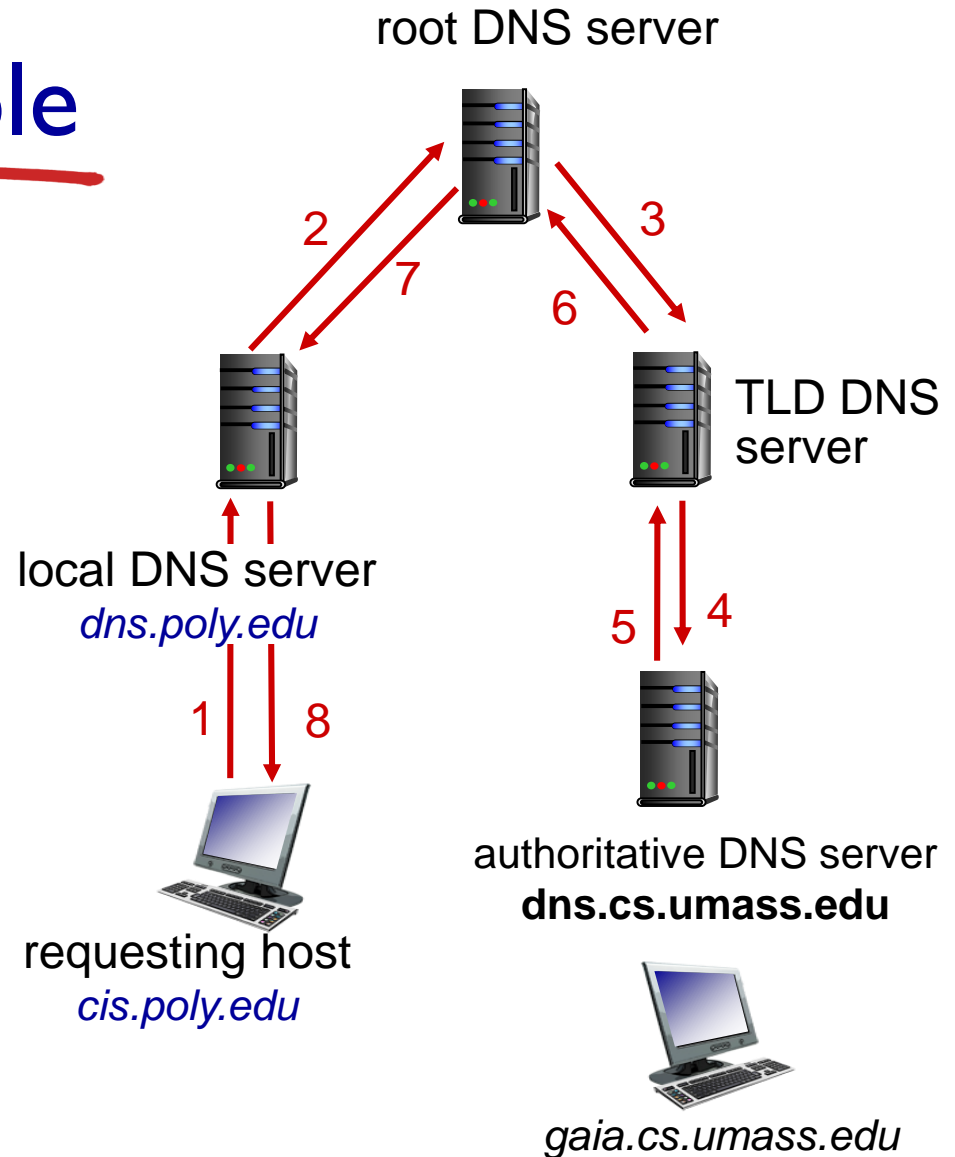 root DNS server
ole
2
3
7
6
TLD DNS
server
local DNS server
dns.poly.edu
5
4
1
8
authoritative DNS server
dns.cs.umass.edu
requesting host
cis.poly.edu
gaia.cs.umass.edu